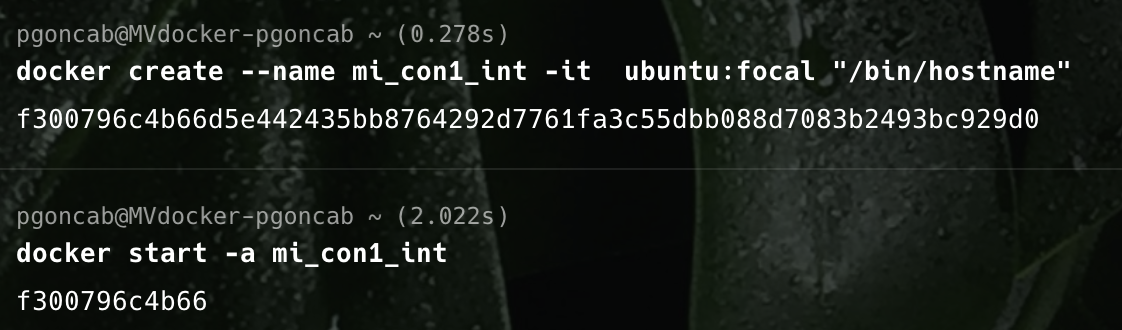 pgoncab@MVdocker-pgoncab ~ (0.278s)
docker create --name mi_con1_int -it  ubuntu:focal "/bin/hostname"
f300796c4b66d5e442435bb8764292d7761fa3c55dbb088d7083b2493bc929d0
pgoncab@MVdocker-pgoncab ~ (2.022s)
docker start -a mi_con1_int
f300796c4b66